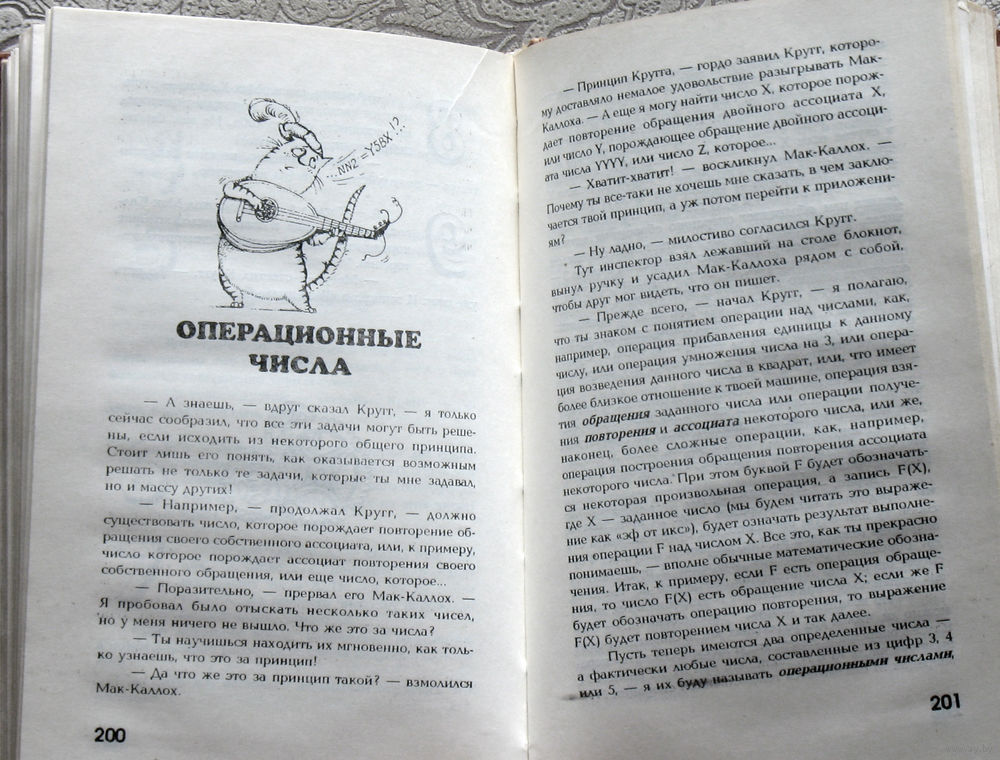 ...NN2 =Y5BX !?...
ОПЕРАЦИОННЫЕ
ЧИСЛА
— А знаешь, — вдруг сказал Кругг, — я только
сейчас сообразил, что все эти задачи могут быть реше-
ны, если исходить из некоторого общего принципа.
Стоит лишь его понять, как оказывается возможным
решать не только те задачи, которые ты мне задавал,
но и массу других!
— Например, — продолжал Кругг, — должно
существовать число, которое порождает повторение об-
ращения своего собственного ассоциата, или, к примеру,
число которое порождает ассоциат повторения своего
собственного обращения, или еще число, которое...
— Поразительно, — прервал его Мак-Каллох. —
Я пробовал было отыскать несколько таких чисел,
но у меня ничего не вышло. Что же это за числа?
— Ты научишься находить их мгновенно, как толь-
ко узнаешь, что это за принцип!
— Да что же это за принцип такой? — взмолился
Мак-Каллох.
200
— Принцип Кругга, — гордо заявил Кругг, которо-
му доставляло немалое удовольствие разыгрывать Мак-
Каллоха. — А еще я могу найти число X, которое порож-
дает повторение обращения двойного ассоциата X,
или число Y, порождающее обращение двойного ассоци-
ата числа YYYY, или число Z, которое...
— Хватит-хватит! — воскликнул Мак-Каллох. —
Почему ты все-таки не хочешь мне сказать, в чем заклю-
чается твой принцип, а уж потом перейти к приложени-
ям?
— Ну ладно, — милостиво согласился Кругг.
Тут инспектор взял лежавший на столе блокнот,
вынул ручку и усадил Мак-Каллоха рядом с собой,
чтобы друг мог видеть, что он пишет.
— Прежде всего, — начал Кругг, — я полагаю,
что ты знаком с понятием операции над числами, как,
например, операция прибавления единицы к данному
числу, или операция умножения числа на 3, или опера-
ция возведения данного числа в квадрат, или, что имеет
более близкое отношение к твоей машине, операция взя-
тия обращения заданного числа или операции получе-
ния повторения и ассоциата некоторого числа, или же,
наконец, более сложные операции, как, например,
операция построения обращения повторения ассоциата
некоторого числа. При этом буквой F будет обозначать-
ся некоторая произвольная операция, а запись F(X),
где X — заданное число (мы будем читать это выраже-
ние как «эф от икс»), будет означать результат выполне-
ния операции F над числом X. Все это, как ты прекрасно
понимаешь, — вполне обычные математические обозна-
чения. Итак, к примеру, если F есть операция обраще-
ния, то число F(X) есть обращение числа X; если же F
будет обозначать операцию повторения, то выражение
F(X) будет повторением числа X и так далее.
Пусть теперь имеются два определенные числа —
а фактически любые числа, составленные из цифр 3, 4
или 5, — я их буду называть операционными числами,
201